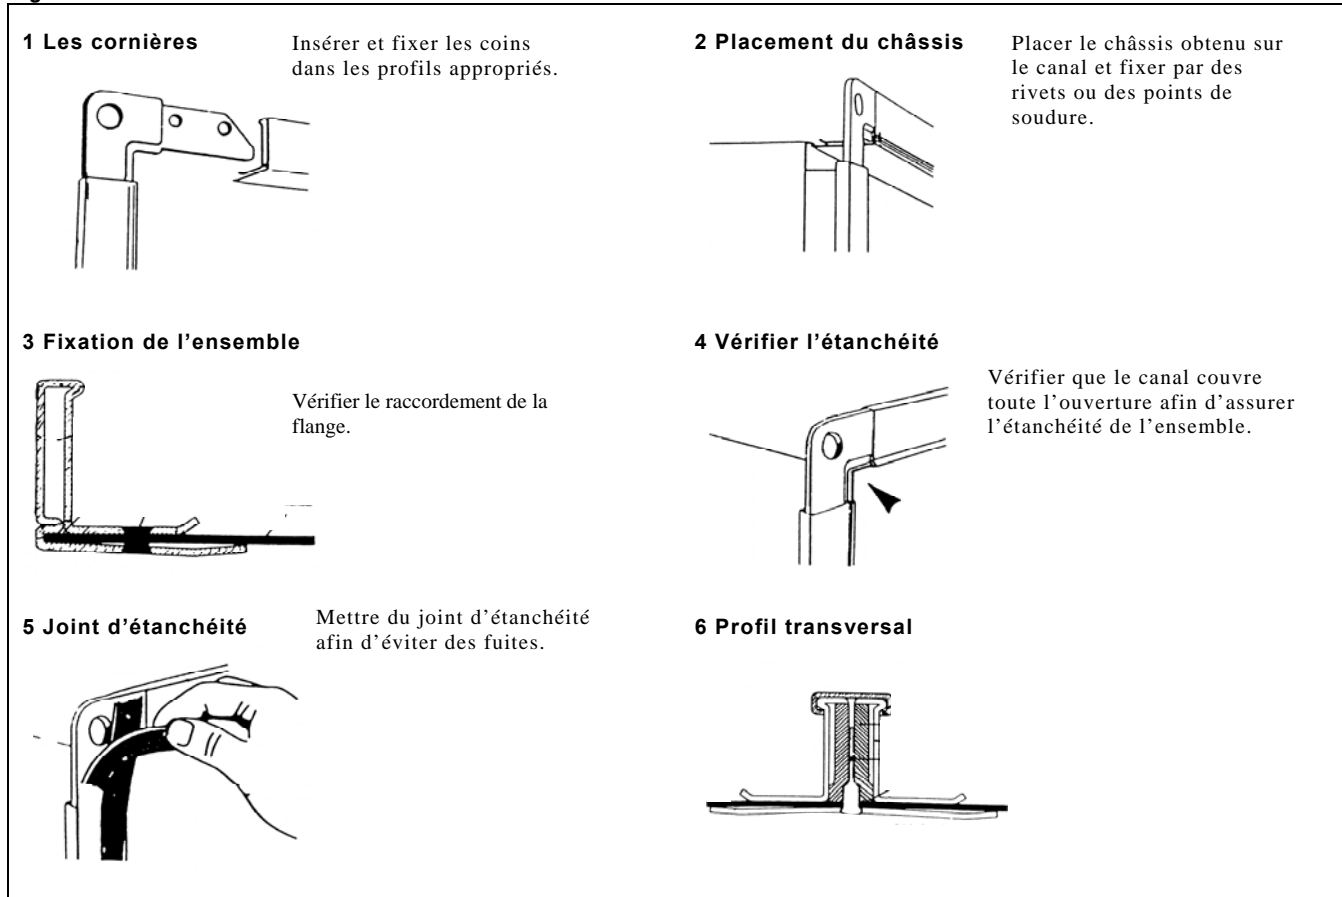 1 Les cornières
Insérer et fixer les coins
dans les profils appropriés.
2 Placement du châssis
Placer le châssis obtenu sur
le canal et fixer par des
rivets ou des points de
soudure.
3 Fixation de l’ensemble
Vérifier le raccordement de la
flange.
4 Vérifier l’étanchéité
Vérifier que le canal couvre
toute l’ouverture afin d’assurer
l’étanchéité de l’ensemble.
5 Joint d’étanchéité
Mettre du joint d’étanchéité
afin d’éviter des fuites.
6 Profil transversal